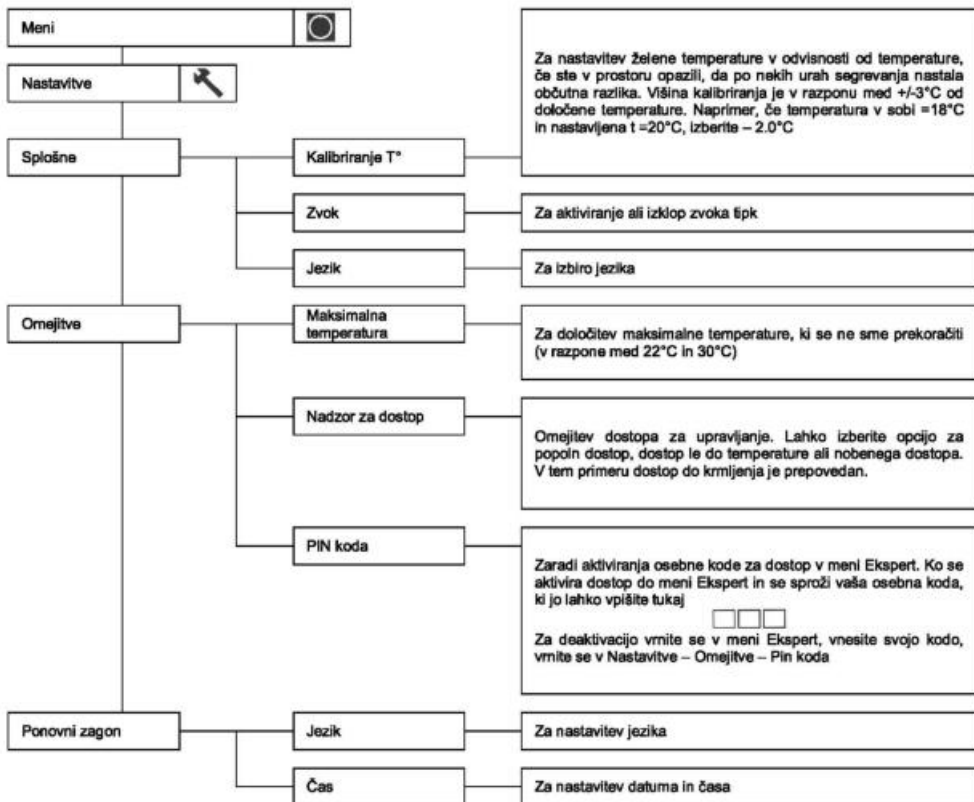 Meni
Nastavitve
Splošne
Kalibriranje T°
Za nastavitev želene temperature v odvisnosti od temperature,
če ste v prostoru opazili, da po nekih urah segrevanja nastala
občutna razlika. Višina kalibriranja je v razponu med +/-3°C od
določene temperature. Naprimer, če temperatura v sobi =18°C
in nastavljena t =20°C, izberite – 2.0°C
Zvok
Za aktiviranje ali izklop zvoka tipk
Jezik
Za izbiro jezika
Omejitve
Maksimalna
temperatura
Za določitev maksimalne temperature, ki se ne sme prekoračiti
(v razpone med 22°C in 30°C)
Nadzor za dostop
Omejitev dostopa za upravljanje. Lahko izberite opcijo za
popoln dostop, dostop le do temperature ali nobenega dostopa.
V tem primeru dostop do krmljenja je prepovedan.
PIN koda
Zaradi aktiviranja osebne kode za dostop v meni Ekspert. Ko se
aktivira dostop do meni Ekspert in se sproži vaša osebna koda,
ki jo lahko vpišite tukaj
Za deaktivacijo vrnite se v meni Ekspert, vnesite svojo kodo,
vrnite se v Nastavitve – Omejitve – Pin koda
Ponovni zagon
Jezik
Za nastavitev jezika
Čas
Za nastavitev datuma in časa